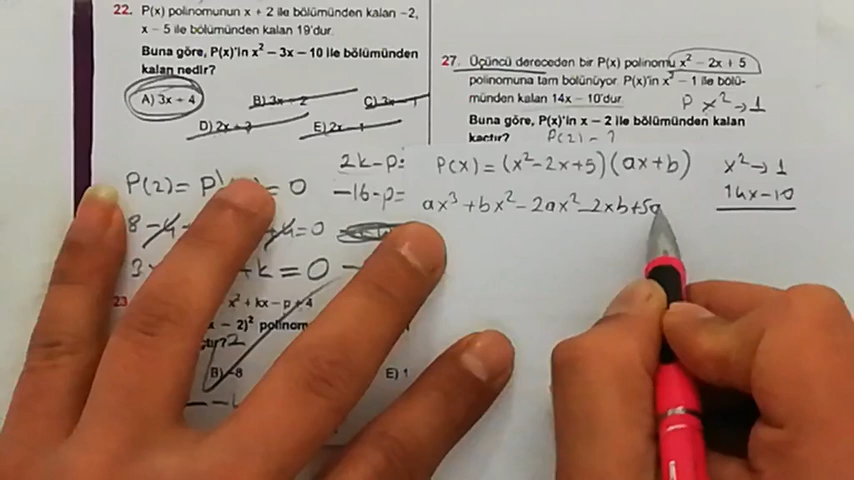 22. P(x) polinomunun x + 2 ile bölümünden kalan −2,
x − 5 ile bölümünden kalan 19'dur.
Buna göre, P(x)'in x² − 3x − 10 ile bölümünden
kalan nedir?
A) 3x + 4
B) 3x − 2
C)
D) 2x + 3
E) 2x − 1
2k − p =
P(2) = P
= 0
−16 − p =
8 − 4
+ 4 = 0
3
+ k = 0
23
x² + kx − p + 4
x − 2)² polinom
ştır? 2
B) −8
E) 1
27. Üçüncü dereceden bir P(x) polinomu x² − 2x + 5
polinomuna tam bölünüyor. P(x)'in x² − 1 ile bölü-
münden kalan 14x − 10'dur.
P x² → 1
Buna göre, P(x)'in x − 2 ile bölümünden kalan
kaçtır?
P(2) = ?
P(x) = (x² − 2x + 5) (ax + b)
x² → 1
14x − 10
ax³ + bx² − 2ax² − 2xb + 5a